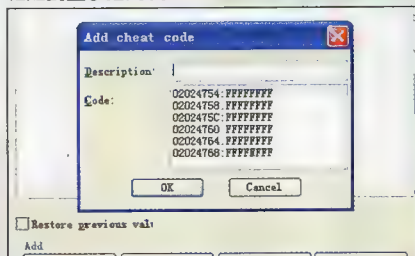 Add cheat code
Description:
Code:
02024754:FFFFFFFF
02024758:FFFFFFFF
0202475C:FFFFFFFF
02024760:FFFFFFFF
02024764:FFFFFFFF
02024768:FFFFFFFF
OK
Cancel
Restore previous valu
Add